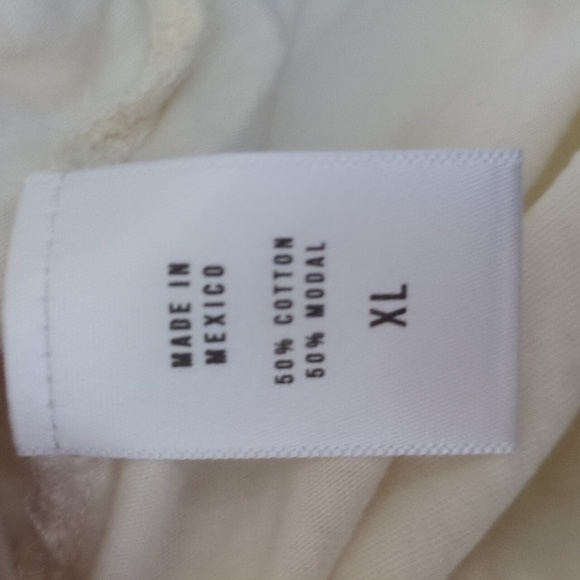 MADE IN
MEXICO
50% COTTON
50% MODAL
XL